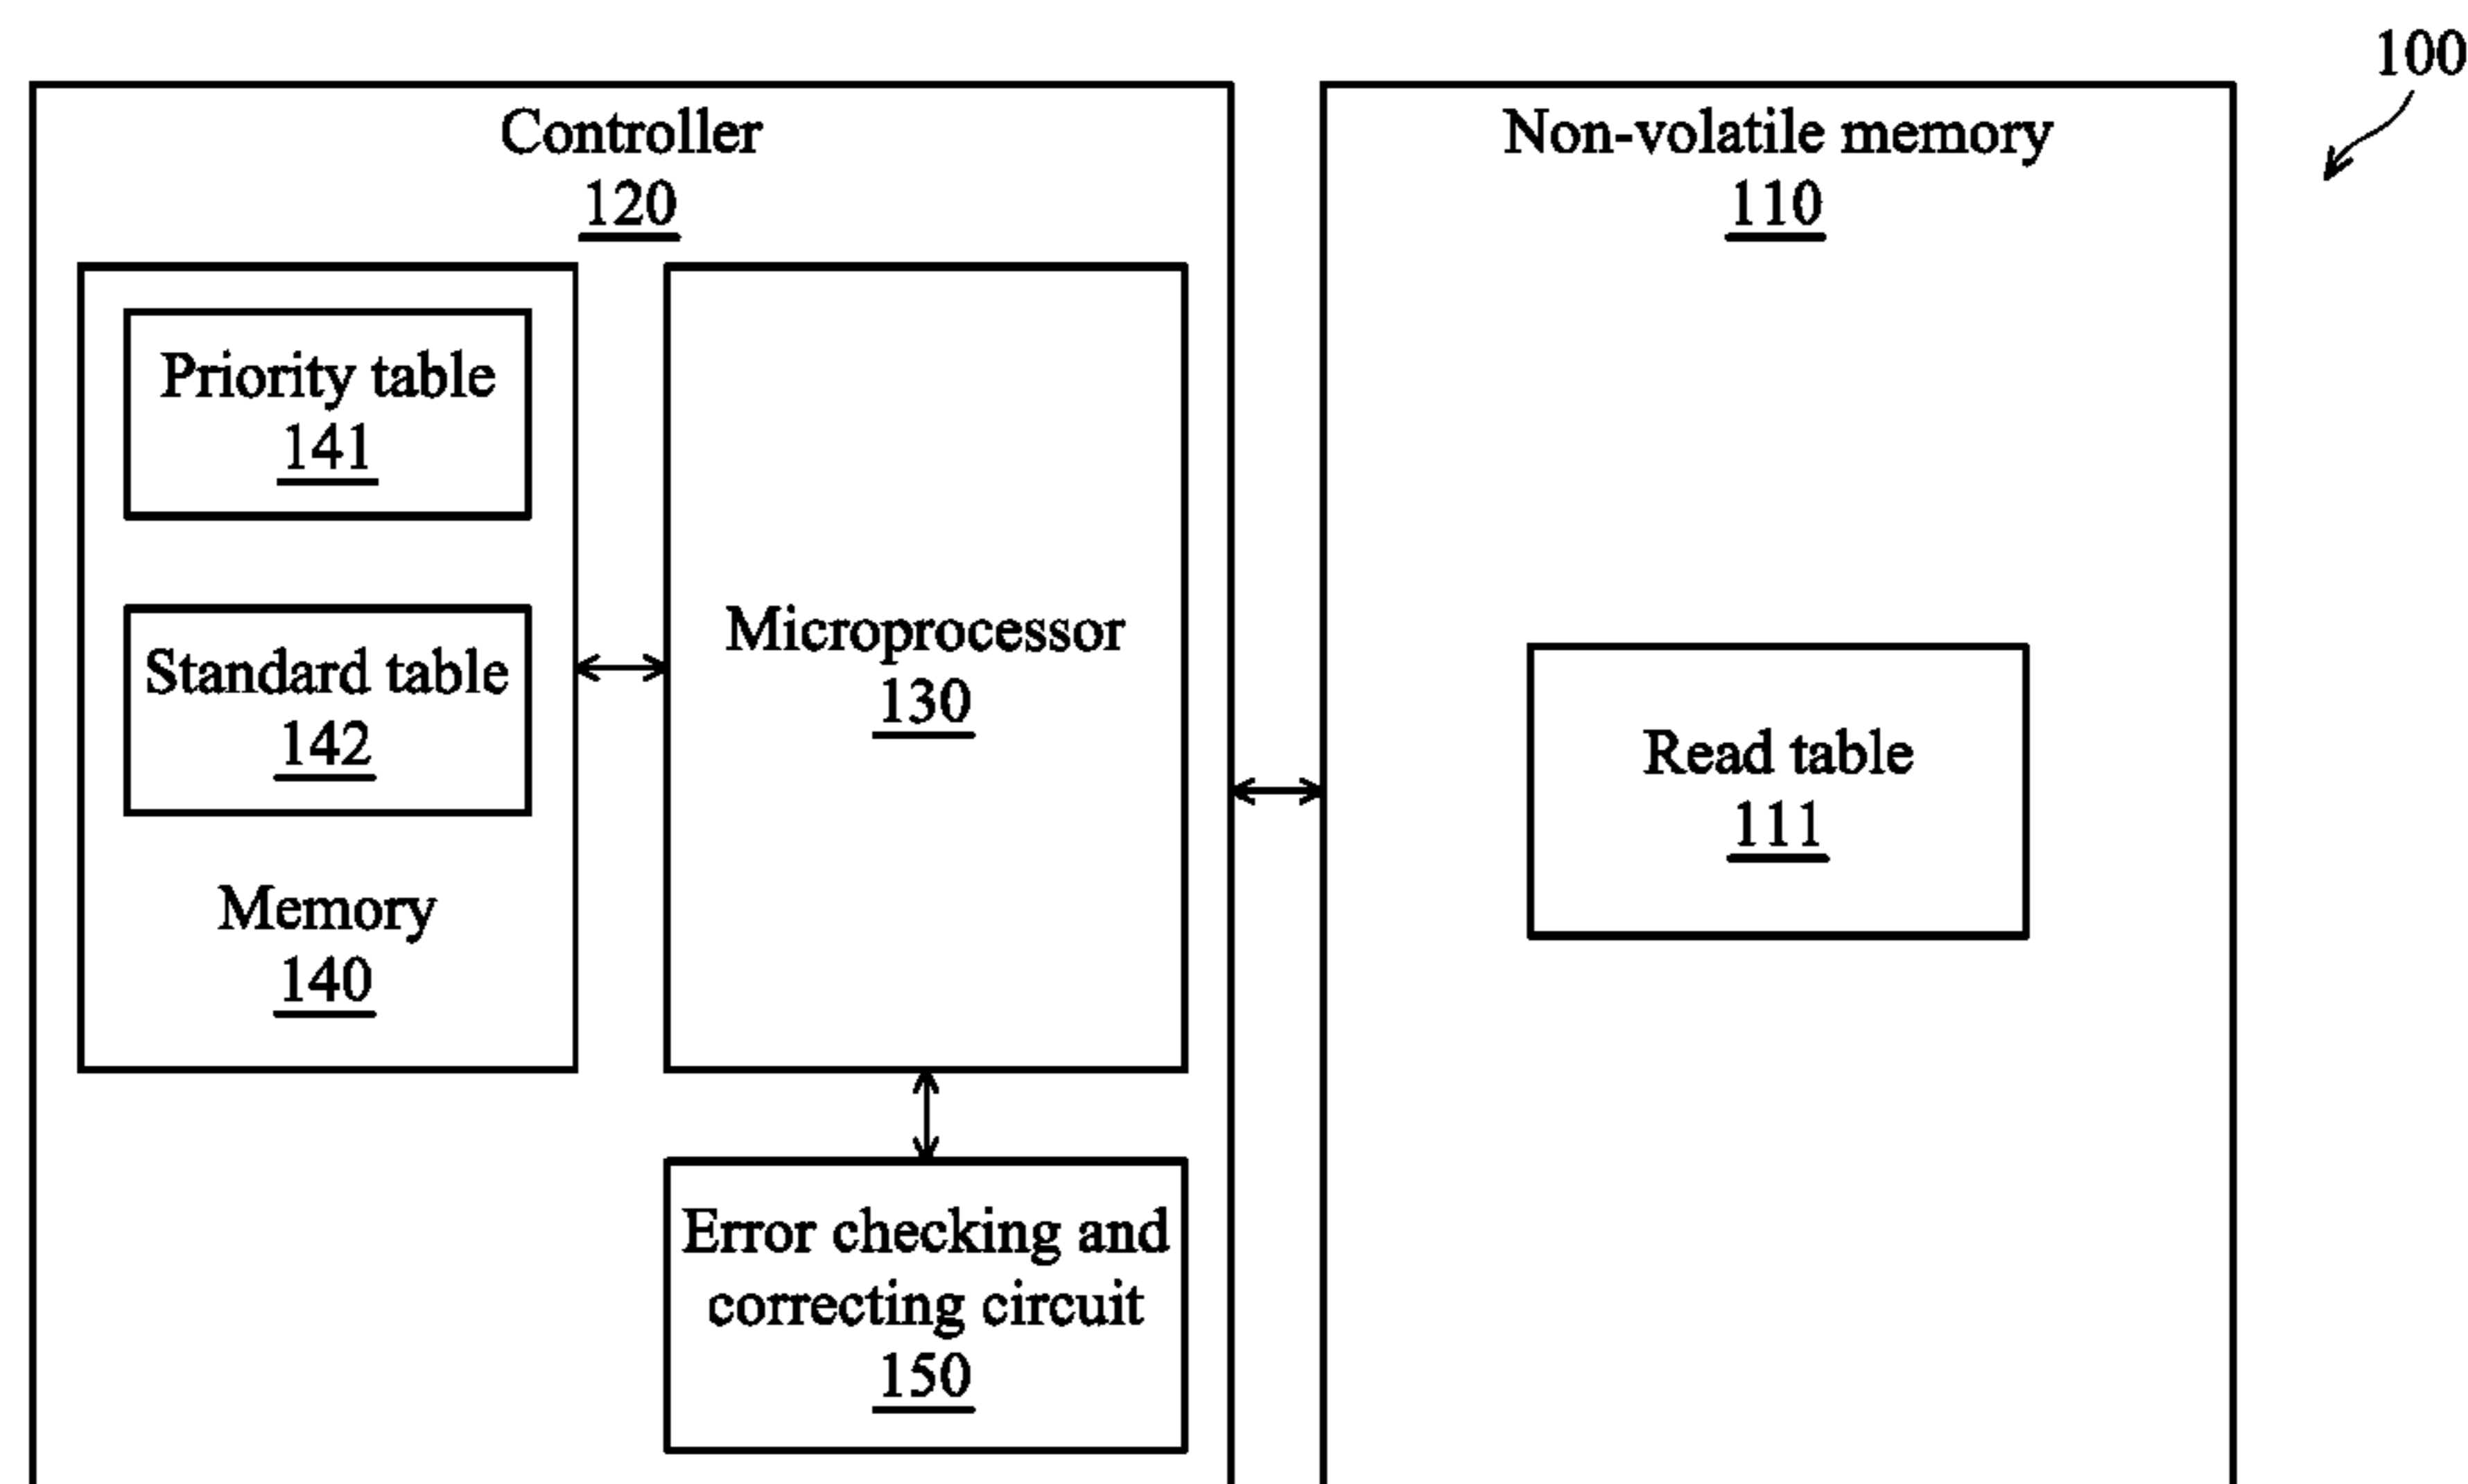 100
Controller
120
Non-volatile memory
110
Priority table
141
Standard table
142
Memory
140
Microprocessor
130
Read table
111
Error checking and
correcting circuit
150